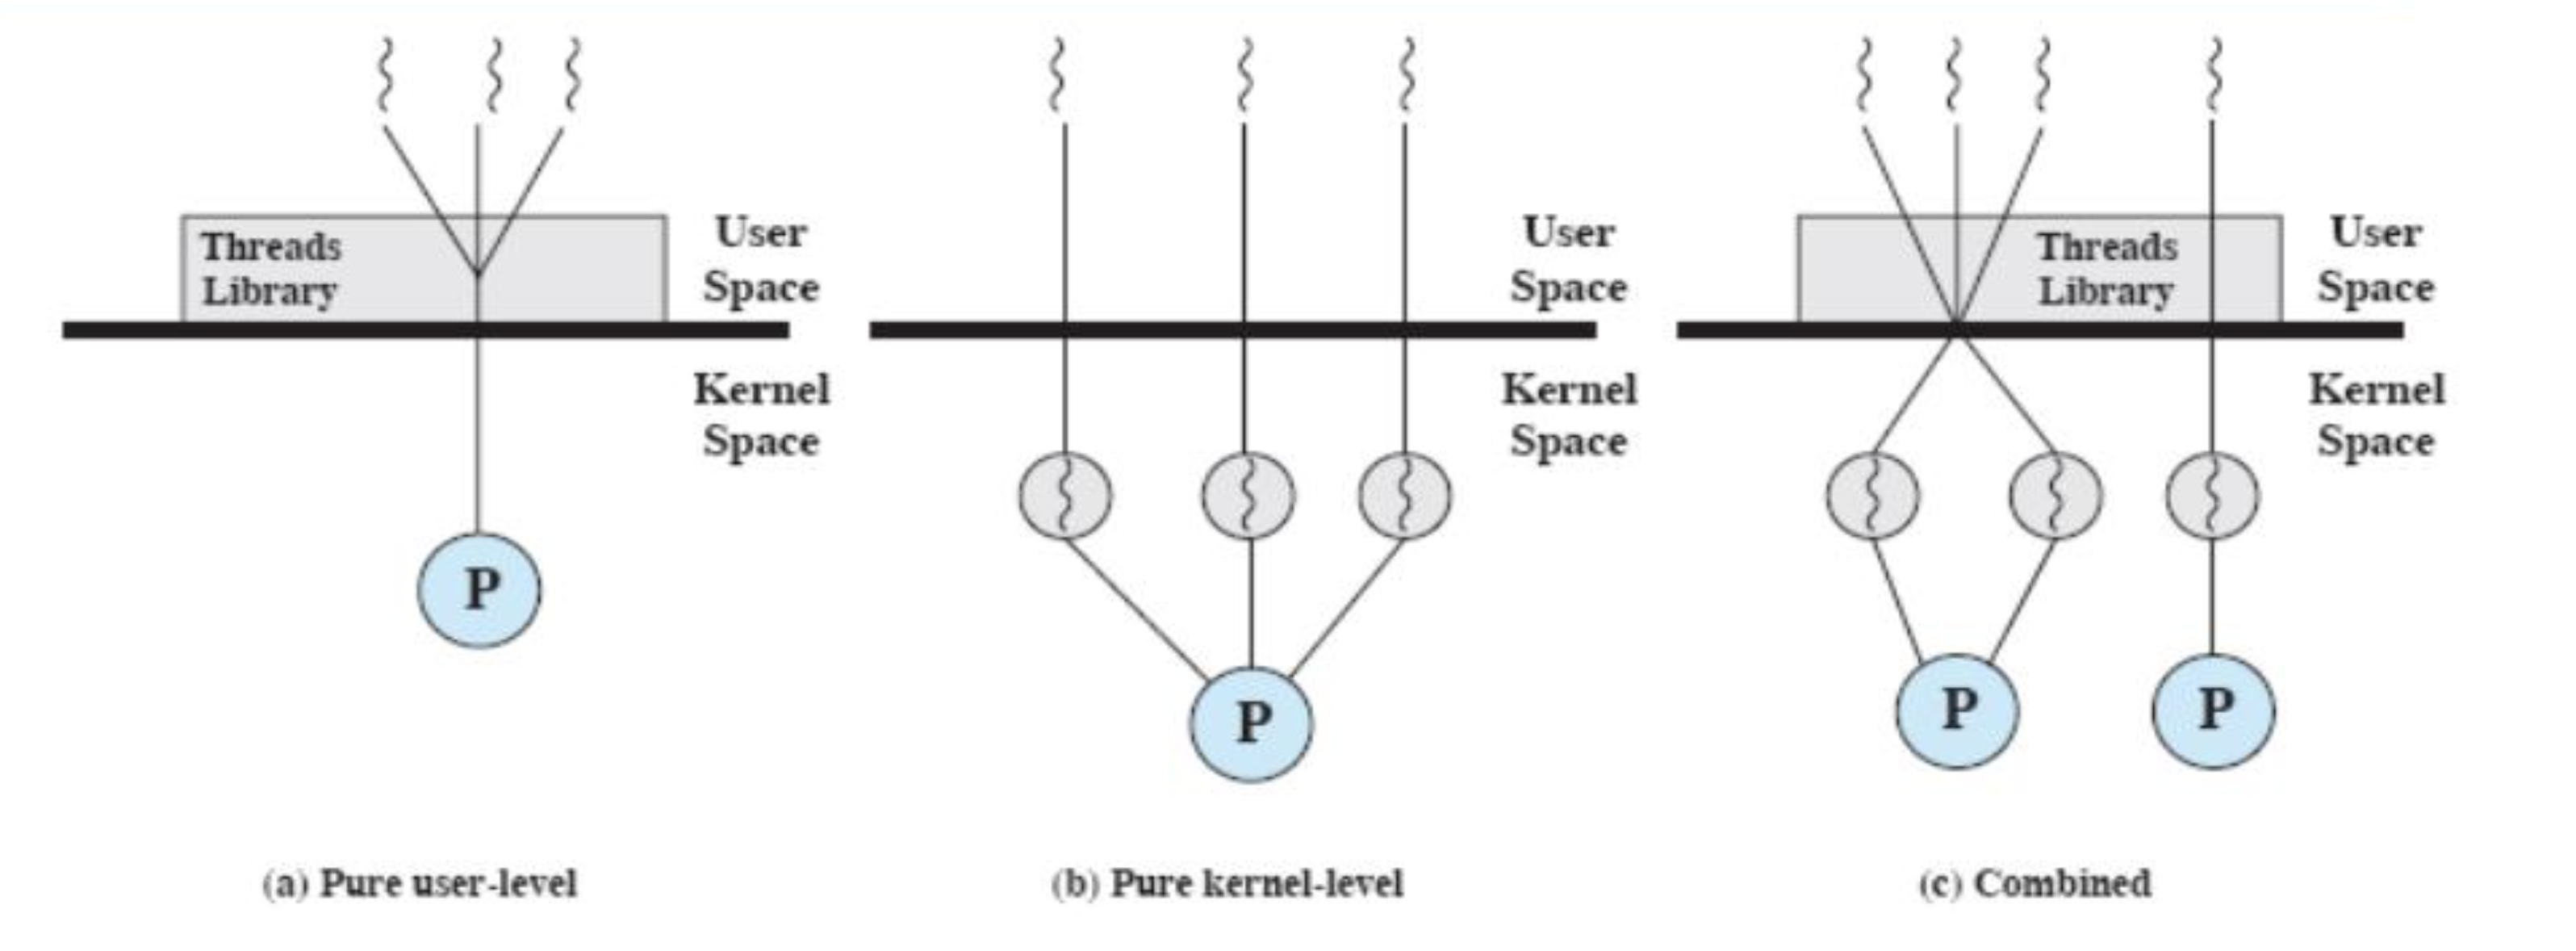 Threads
Library
User
Space
Kernel
Space
P
(a) Pure user-level
User
Space
Kernel
Space
P
(b) Pure kernel-level
Threads
Library
User
Space
Kernel
Space
P
P
(c) Combined